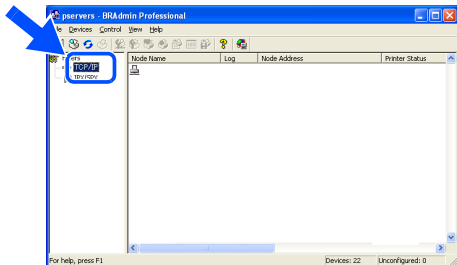 pservers - BRAdmin Professional
Devices Control View Help
TCP/IP
IPX/SPX
Node Name Log Node Address Printer Status
For help, press F1
Devices: 22 Unconfigured: 0